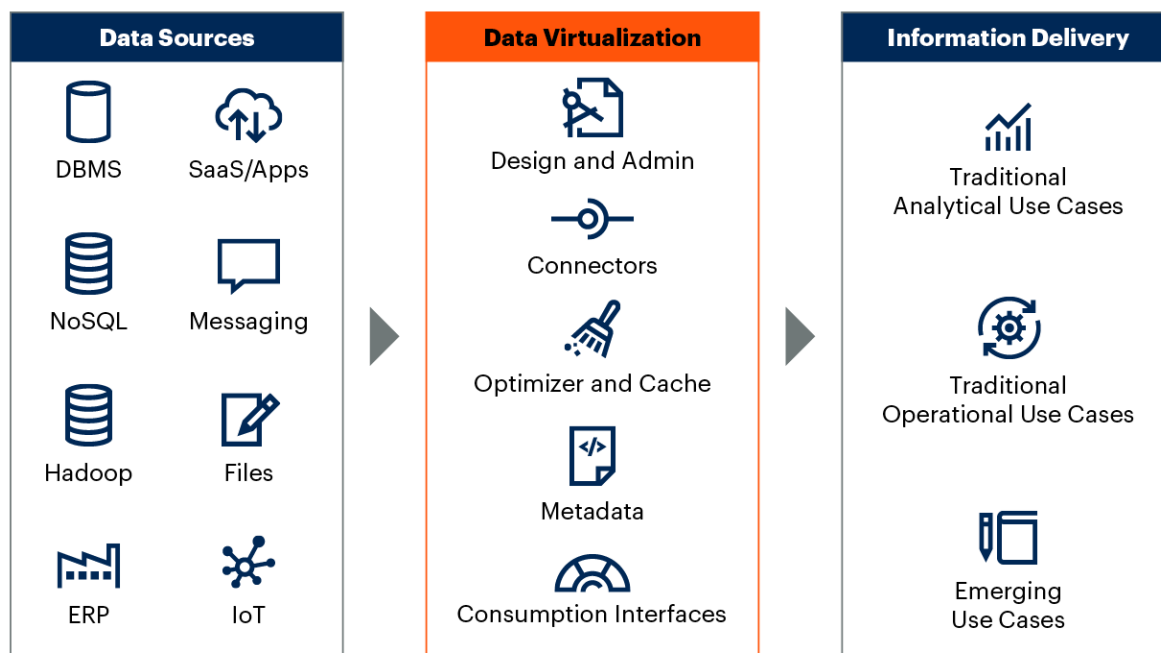 Data Sources
DBMS
SaaS/Apps
NoSQL
Messaging
Hadoop
Files
ERP
IoT
Data Virtualization
Design and Admin
Connectors
Optimizer and Cache
</>
Metadata
Consumption Interfaces
Information Delivery
Traditional
Analytical Use Cases
Traditional
Operational Use Cases
Emerging
Use Cases